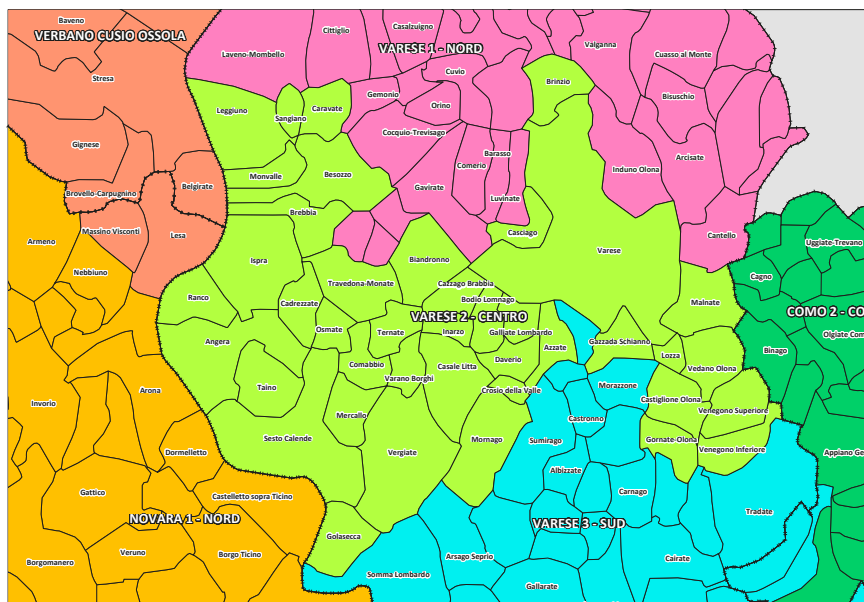 Baveno
Cittiglio
Casalzuigno
VERBANO CUSIO OSSOLA
Valganna
VARESE 1 - NORD
Laveno-Mombello
Cuasso al Monte
Stresa
Cuvio
Brinzio
Gemonio
Bisuschio
Orino
Leggiuno
Caravate
Sangiano
Cocquio-Trevisago
Gignese
Barasso
Arcisate
Comerio
Induno Olona
Monvalle
Besozzo
Belgirate
Gavirate
Brovello-Carpugnino
Luvinate
Brebbia
Massino Visconti
Casciago
Lesa
Cantello
Armeno
Uggiate-Trevano
Varese
Ispra
Biandronno
Nebbiuno
Cagno
Travedona-Monate
Cazzago Brabbia
Ranco
Bodio Lomnago
Cadrezzate
Malnate
COMO 2 - CO
VARESE 2 - CENTRO
Osmate
Ternate
Inarzo
Galliate Lombardo
Olgiate Com
Angera
Gazzada Schianno
Azzate
Binago
Lozza
Daverio
Comabbio
Casale Litta
Vedano Olona
Varano Borghi
Taino
Morazzone
Arona
Crosio della Valle
Castiglione Olona
Invorio
Venegono Superiore
Mercallo
Castronno
Sesto Calende
Mornago
Sumirago
Gornate-Olona
Dormelletto
Vergiate
Venegono Inferiore
Appiano Ge
Albizzate
Gattico
Carnago
Castelletto sopra Ticino
Tradate
NOVARA 1 - NORD
VARESE 3 - SUD
Golasecca
Veruno
Borgo Ticino
Arsago Seprio
Cairate
Borgomanero
Somma Lombardo
Gallarate